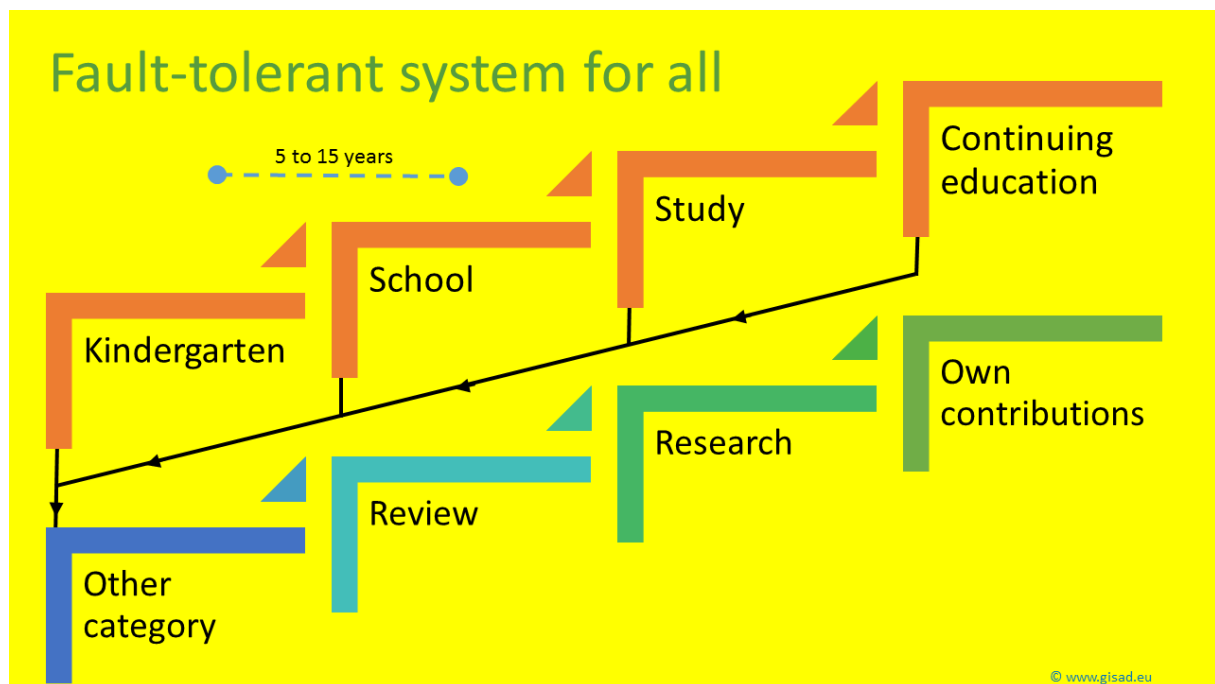 Fault-tolerant system for all
5 to 15 years
Continuing
education
Study
School
Kindergarten
Own
contributions
Research
Review
Other
category
© www.gisad.eu